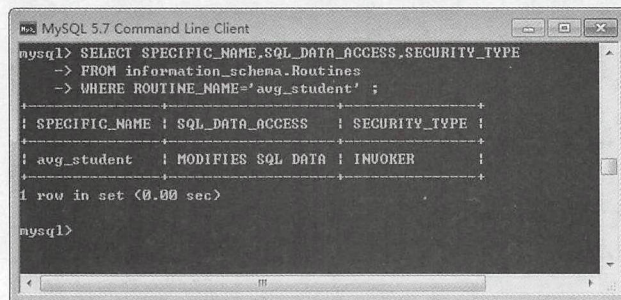 MySQL 5.7 Command Line Client
mysql> SELECT SPECIFIC_NAME,SQL_DATA_ACCESS,SECURITY_TYPE
    -> FROM information_schema.Routines
    -> WHERE ROUTINE_NAME='avg_student' ;
+---------------+-------------------+---------------+
| SPECIFIC_NAME | SQL_DATA_ACCESS   | SECURITY_TYPE |
+---------------+-------------------+---------------+
| avg_student   | MODIFIES SQL DATA | INVOKER       |
+---------------+-------------------+---------------+
1 row in set (0.00 sec)
mysql>